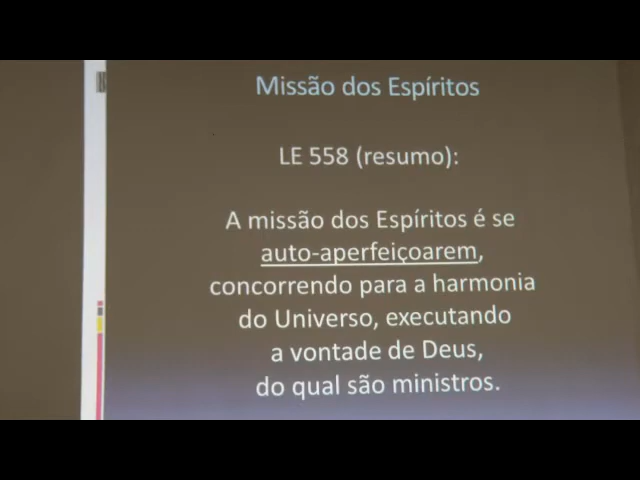 Missão dos Espíritos
LE 558 (resumo):
A missão dos Espíritos é se
auto-aperfeiçoarem,
concorrendo para a harmonia
do Universo, executando
a vontade de Deus,
do qual são ministros.